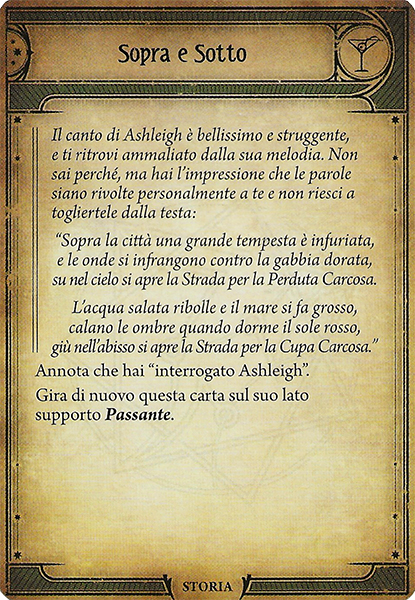 Sopra e Sotto
Il canto di Ashleigh è bellissimo e struggente,
e ti ritrovi ammaliato dalla sua melodia. Non
sai perché, ma hai l'impressione che le parole
siano rivolte personalmente a te e non riesci a
togliertele dalla testa:
“Sopra la città una grande tempesta è infuriata,
e le onde si infrangono contro la gabbia dorata,
su nel cielo si apre la Strada per la Perduta Carcosa.
L'acqua salata ribolle e il mare si fa grosso,
calano le ombre quando dorme il sole rosso,
giù nell'abisso si apre la Strada per la Cupa Carcosa.”
Annota che hai “interrogato Ashleigh”.
Gira di nuovo questa carta sul suo lato
supporto Passante.
STORIA